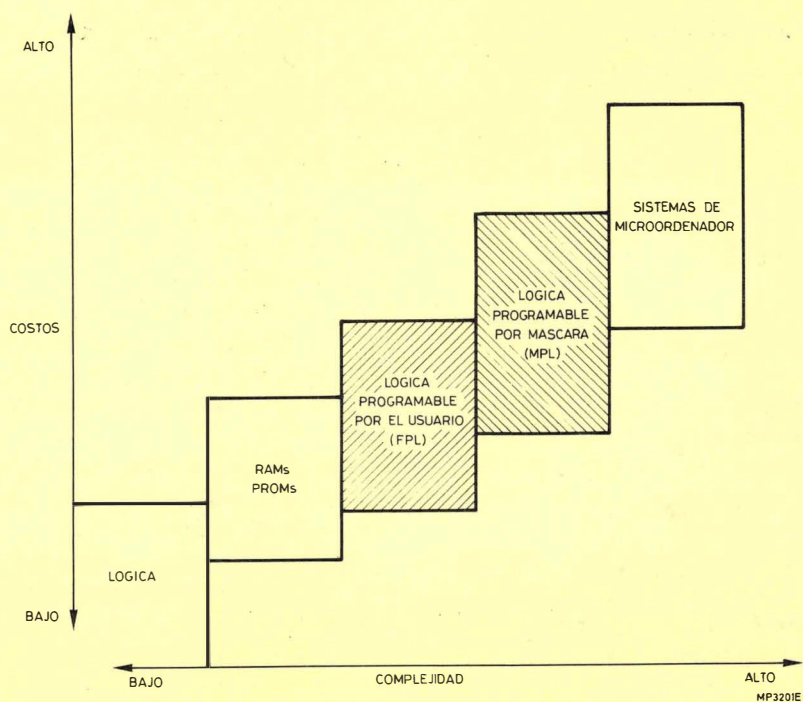 ALTO
SISTEMAS DE
MICROORDENADOR
LOGICA
PROGRAMABLE
POR MASCARA
(MPL)
COSTOS
LOGICA
PROGRAMABLE
POR EL USUARIO
(FPL)
RAMs
PROMs
LOGICA
BAJO
BAJO
COMPLEJIDAD
ALTO
MP3201E